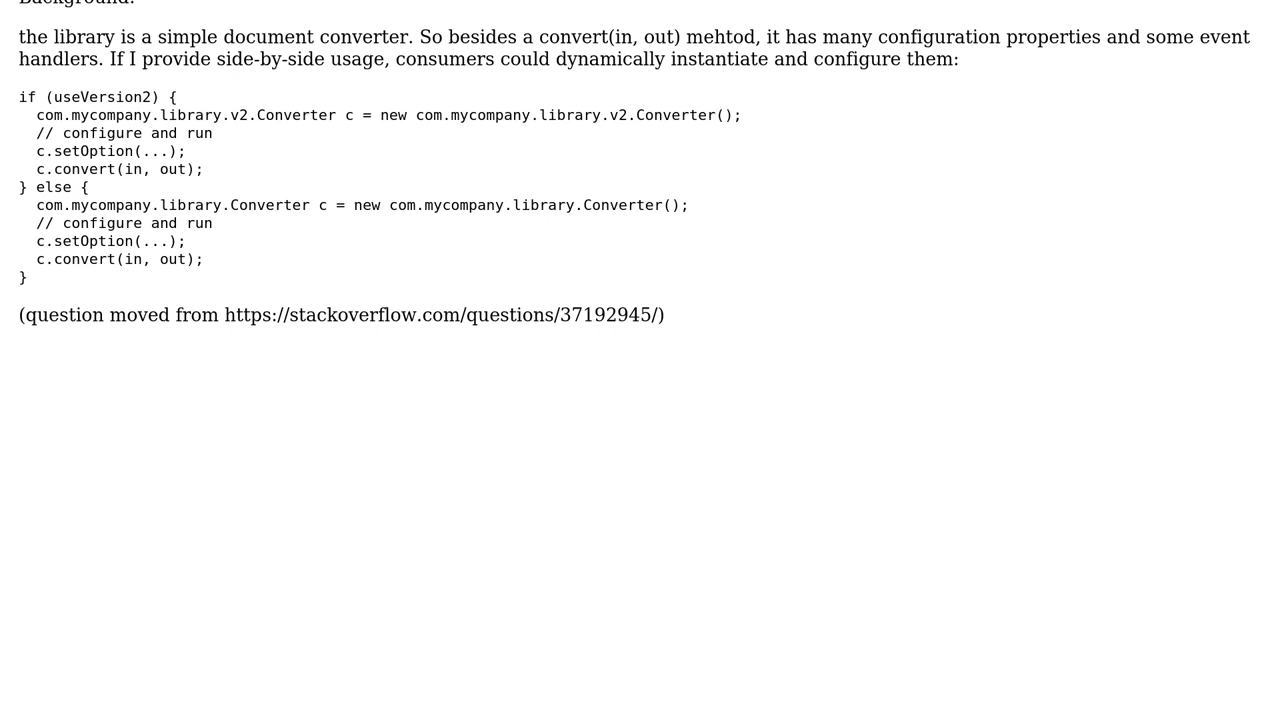 Background:
the library is a simple document converter. So besides a convert(in, out) mehtod, it has many configuration properties and some event
handlers. If I provide side-by-side usage, consumers could dynamically instantiate and configure them:
if (useVersion2) {
  com.mycompany.library.v2.Converter c = new com.mycompany.library.v2.Converter();
  // configure and run
  c.setOption(...);
  c.convert(in, out);
} else {
  com.mycompany.library.Converter c = new com.mycompany.library.Converter();
  // configure and run
  c.setOption(...);
  c.convert(in, out);
}
(question moved from https://stackoverflow.com/questions/37192945/)